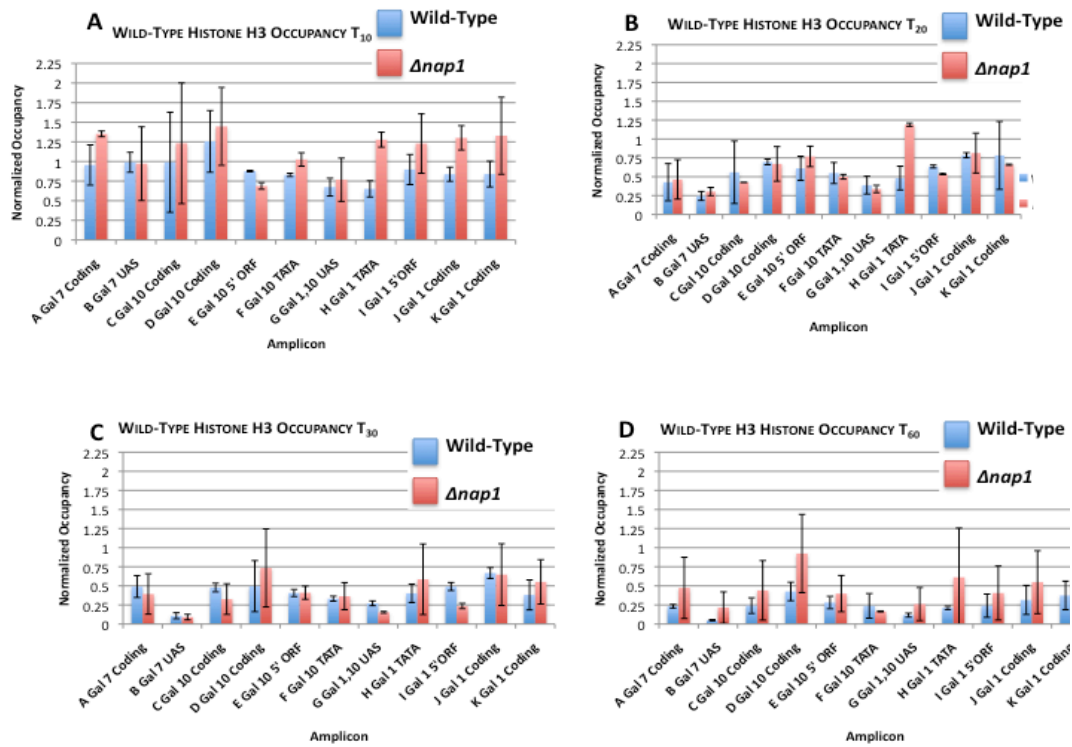 A
WILD-TYPE HISTONE H3 OCCUPANCY T10
Wild-Type
Δnap1
Normalized Occupancy
2.25
2
1.75
1.5
1.25
1
0.75
0.5
0.25
0
A Gal 7 Coding
B Gal 7 UAS
C Gal 10 Coding
D Gal 10 Coding
E Gal 10 5' ORF
F Gal 10 TATA
G Gal 1,10 UAS
H Gal 1 TATA
I Gal 1 5'ORF
J Gal 1 Coding
K Gal 1 Coding
Amplicon
B
WILD-TYPE HISTONE H3 OCCUPANCY T20
Wild-Type
Δnap1
Normalized Occupancy
2.25
2
1.75
1.5
1.25
1
0.75
0.5
0.25
0
A Gal 7 Coding
B Gal 7 UAS
C Gal 10 Coding
D Gal 10 Coding
E Gal 10 5' ORF
F Gal 10 TATA
G Gal 1,10 UAS
H Gal 1 TATA
I Gal 1 5'ORF
J Gal 1 Coding
K Gal 1 Coding
Amplicon
C
WILD-TYPE HISTONE H3 OCCUPANCY T30
Wild-Type
Δnap1
Normalized Occupancy
2.25
2
1.75
1.5
1.25
1
0.75
0.5
0.25
0
A Gal 7 Coding
B Gal 7 UAS
C Gal 10 Coding
D Gal 10 Coding
E Gal 10 5' ORF
F Gal 10 TATA
G Gal 1,10 UAS
H Gal 1 TATA
I Gal 1 5'ORF
J Gal 1 Coding
K Gal 1 Coding
Amplicon
D
WILD-TYPE H3 HISTONE OCCUPANCY T60
Wild-Type
Δnap1
Normalized Occupancy
2.25
2
1.75
1.5
1.25
1
0.75
0.5
0.25
0
A Gal 7 Coding
B Gal 7 UAS
C Gal 10 Coding
D Gal 10 Coding
E Gal 10 5' ORF
F Gal 10 TATA
G Gal 1,10 UAS
H Gal 1 TATA
I Gal 1 5'ORF
J Gal 1 Coding
K Gal 1 Coding
Amplicon